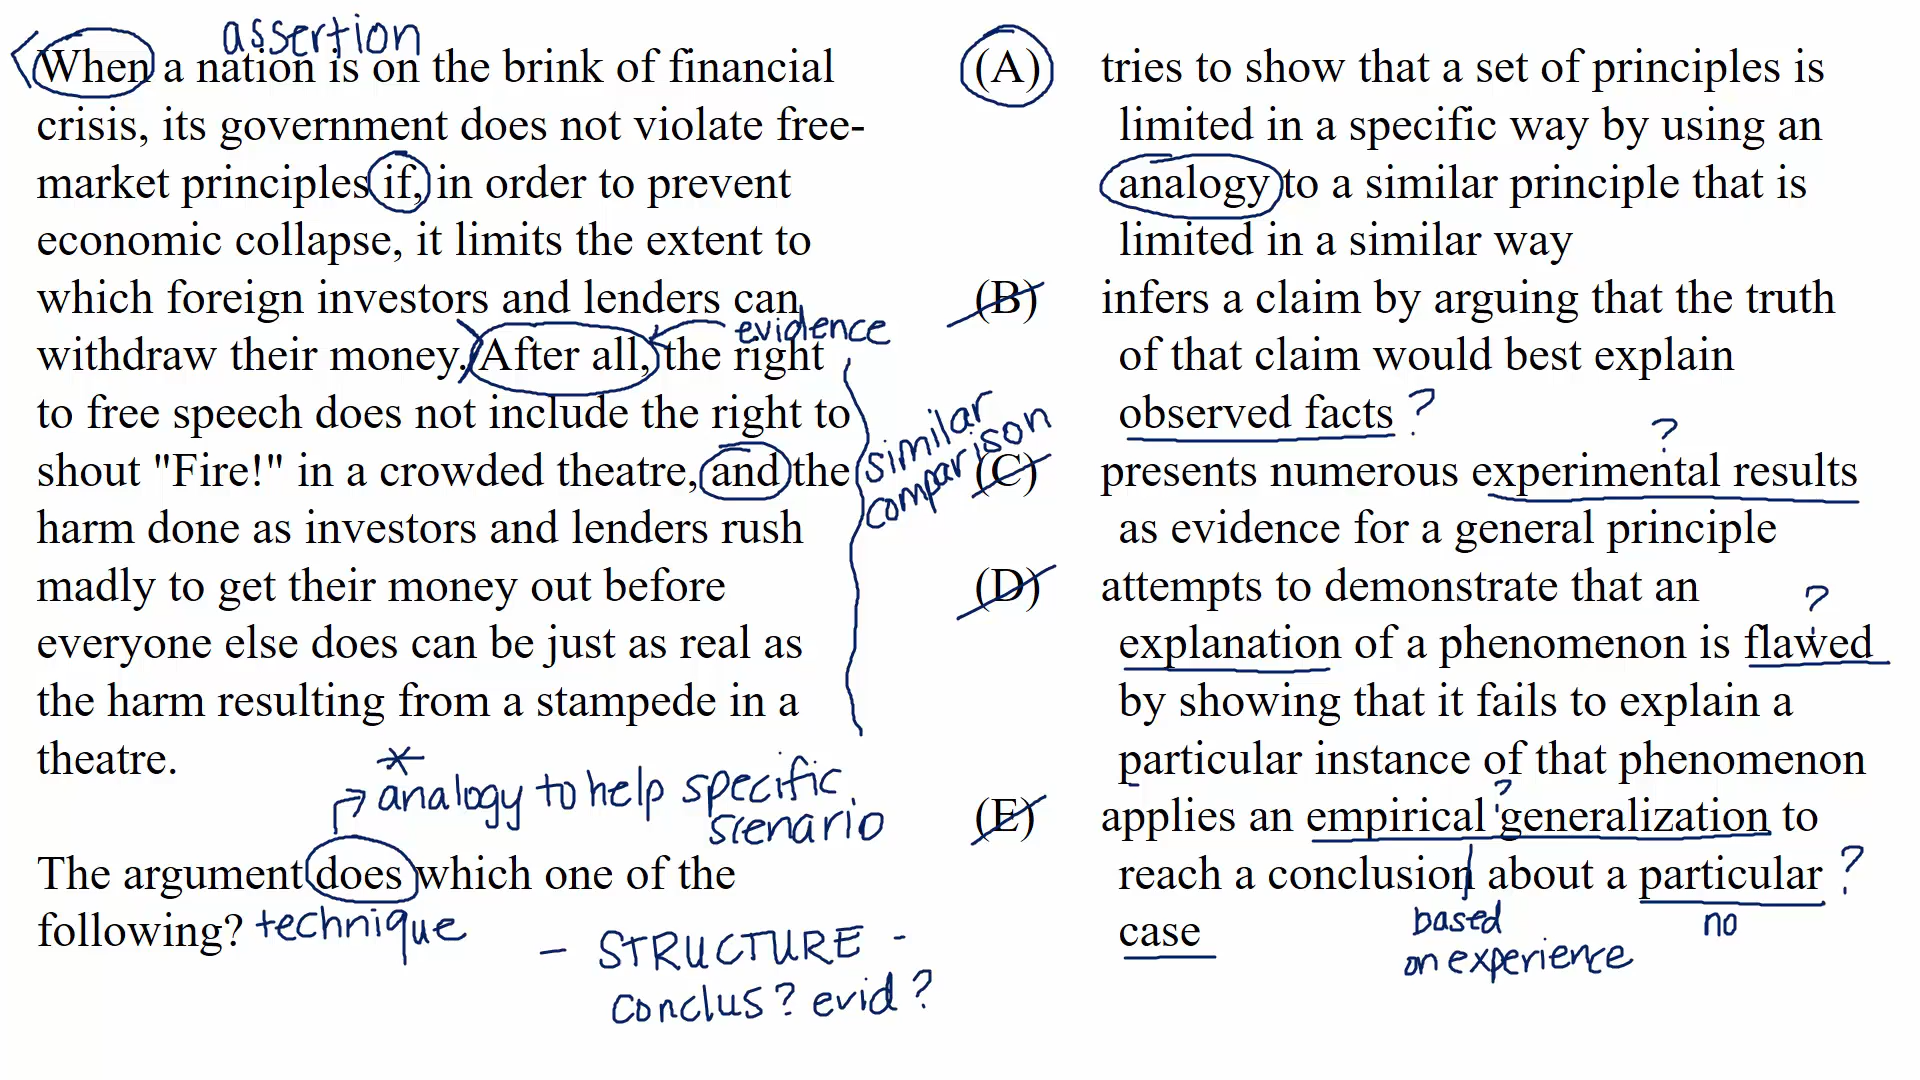 assertion
When a nation is on the brink of financial
crisis, its government does not violate free-
market principles if, in order to prevent
economic collapse, it limits the extent to
which foreign investors and lenders can
withdraw their money. After all, the right
evidence
to free speech does not include the right to
shout "Fire!" in a crowded theatre, and the
harm done as investors and lenders rush
madly to get their money out before
everyone else does can be just as real as
the harm resulting from a stampede in a
theatre.
similar
comparison
* analogy to help specific
scenario
The argument does which one of the
following? technique
- STRUCTURE -
conclus? evid?
(A) tries to show that a set of principles is
limited in a specific way by using an
analogy to a similar principle that is
limited in a similar way
(B) infers a claim by arguing that the truth
of that claim would best explain
observed facts ?
?
(C) presents numerous experimental results
as evidence for a general principle
(D) attempts to demonstrate that an
?
explanation of a phenomenon is flawed
by showing that it fails to explain a
particular instance of that phenomenon
?
(E) applies an empirical generalization to
reach a conclusion about a particular ?
case
based
on experience
no